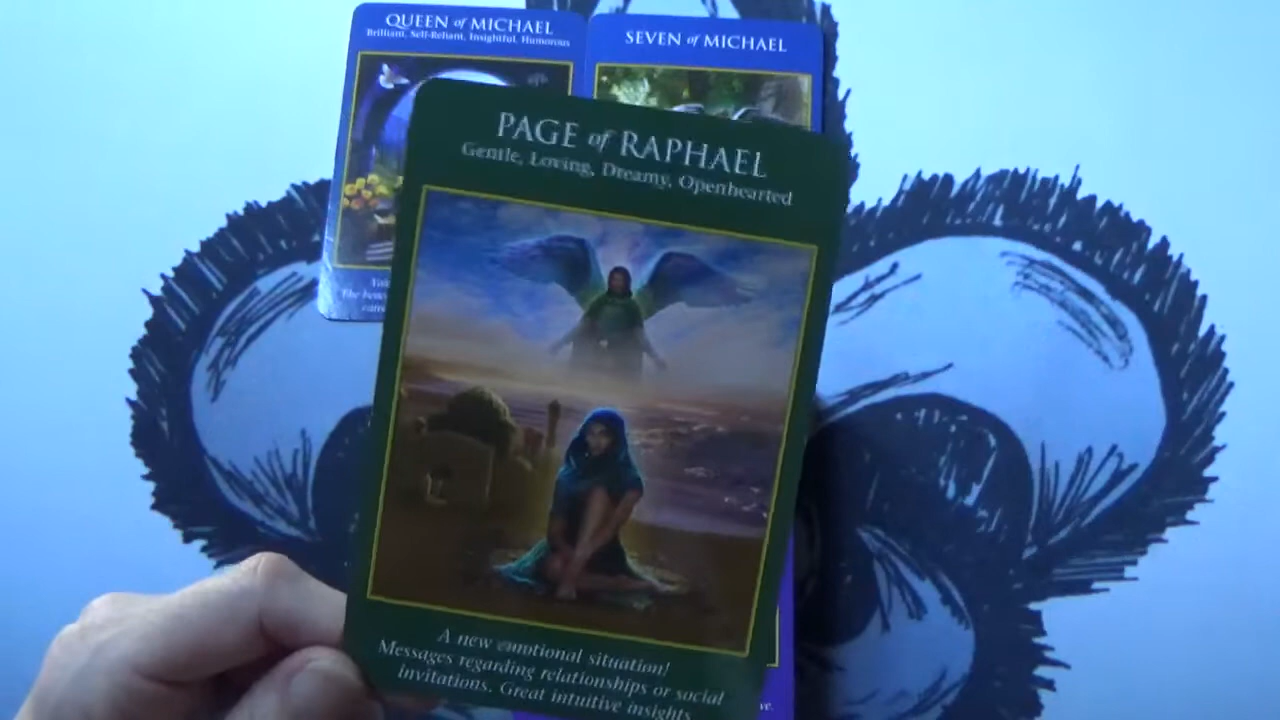 QUEEN of MICHAEL
Brilliant, Self-Reliant, Insightful, Humorous
SEVEN of MICHAEL
PAGE of RAPHAEL
Gentle, Loving, Dreamy, Openhearted
A new emotional situation!
Messages regarding relationships or social
invitations. Great intuitive insights.